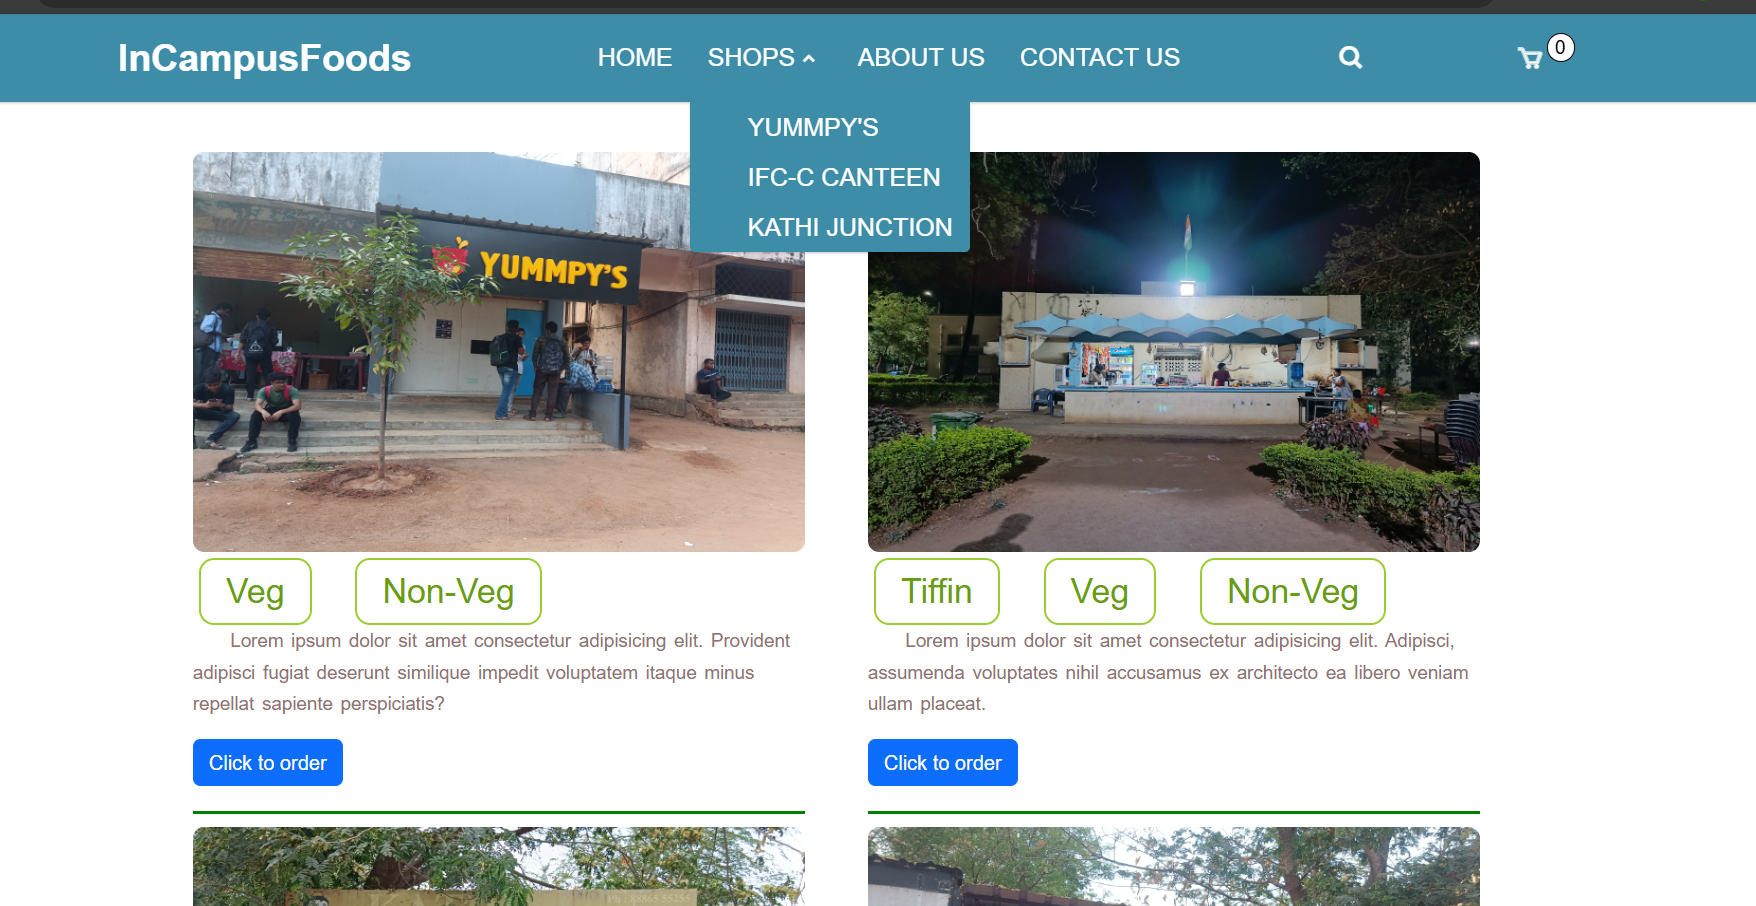 InCampusFoods
HOME SHOPS ABOUT US CONTACT US
0
YUMMPY'S
IFC-C CANTEEN
KATHI JUNCTION
YUMMPY'S
Veg Non-Veg
Lorem ipsum dolor sit amet consectetur adipisicing elit. Provident
adipisci fugiat deserunt similique impedit voluptatem itaque minus
repellat sapiente perspiciatis?
Click to order
Tiffin Veg Non-Veg
Lorem ipsum dolor sit amet consectetur adipisicing elit. Adipisci,
assumenda voluptates nihil accusamus ex architecto ea libero veniam
ullam placeat.
Click to order
Ph : 88865 55255